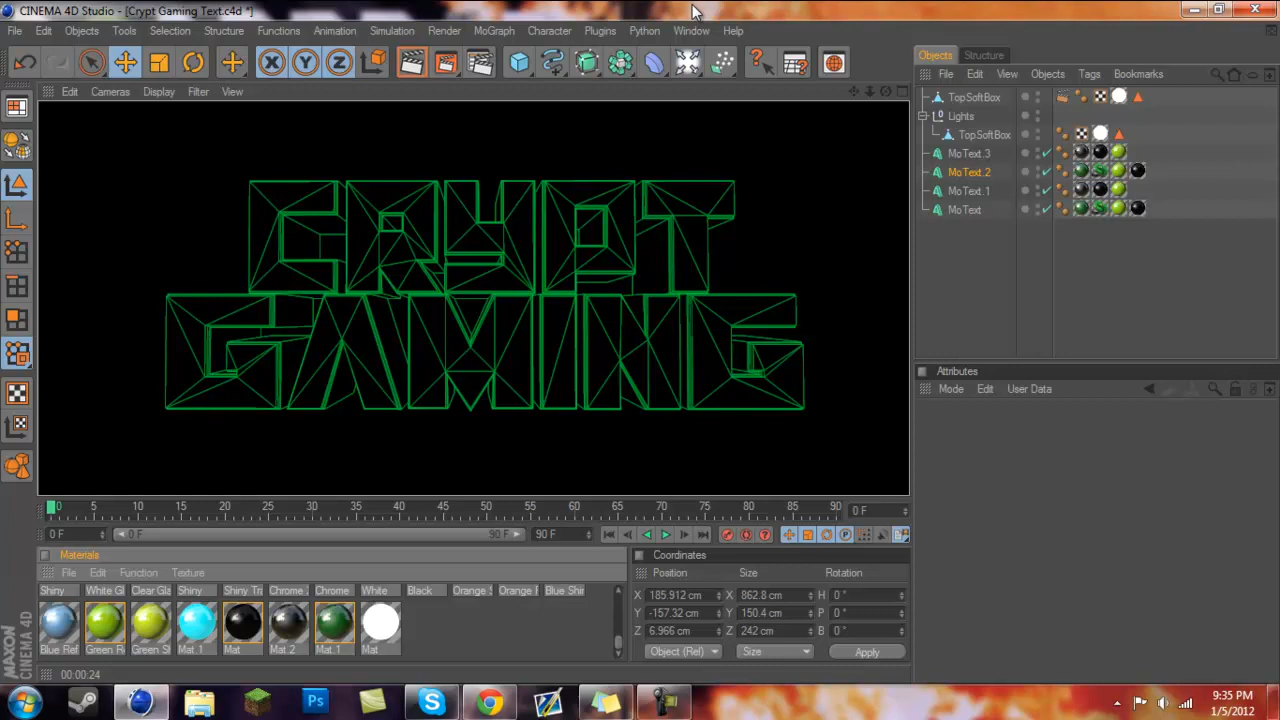 CINEMA 4D Studio - [Crypt Gaming Text.c4d *]
File Edit Objects Tools Selection Structure Functions Animation Simulation Render MoGraph Character Plugins Python Window Help
Objects Structure
File Edit View Objects Tags Bookmarks
Edit Cameras Display Filter View
TopSoftBox
Lights
TopSoftBox
MoText.3
MoText.2
MoText.1
MoText
CRYPT
GAMING
Attributes
Mode Edit User Data
0 5 10 15 20 25 30 35 40 45 50 55 60 65 70 75 80 85 90 0 F
0 F 0 F 90 F 90 F
Materials
File Edit Function Texture
Shiny White Gl Clear Gla Shiny Shiny Tra Chrome Chrome White Black Orange Orange Blue Shin
Blue Ref Green Re Green Sh Mat.1 Mat Mat.2 Mat.1 Mat
Coordinates
Position Size Rotation
X 185.912 cm X 862.8 cm H 0 °
Y -157.32 cm Y 150.4 cm P 0 °
Z 6.966 cm Z 242 cm B 0 °
Object (Rel) Size Apply
MAXON
CINEMA 4D
00:00:24
9:35 PM
1/5/2012